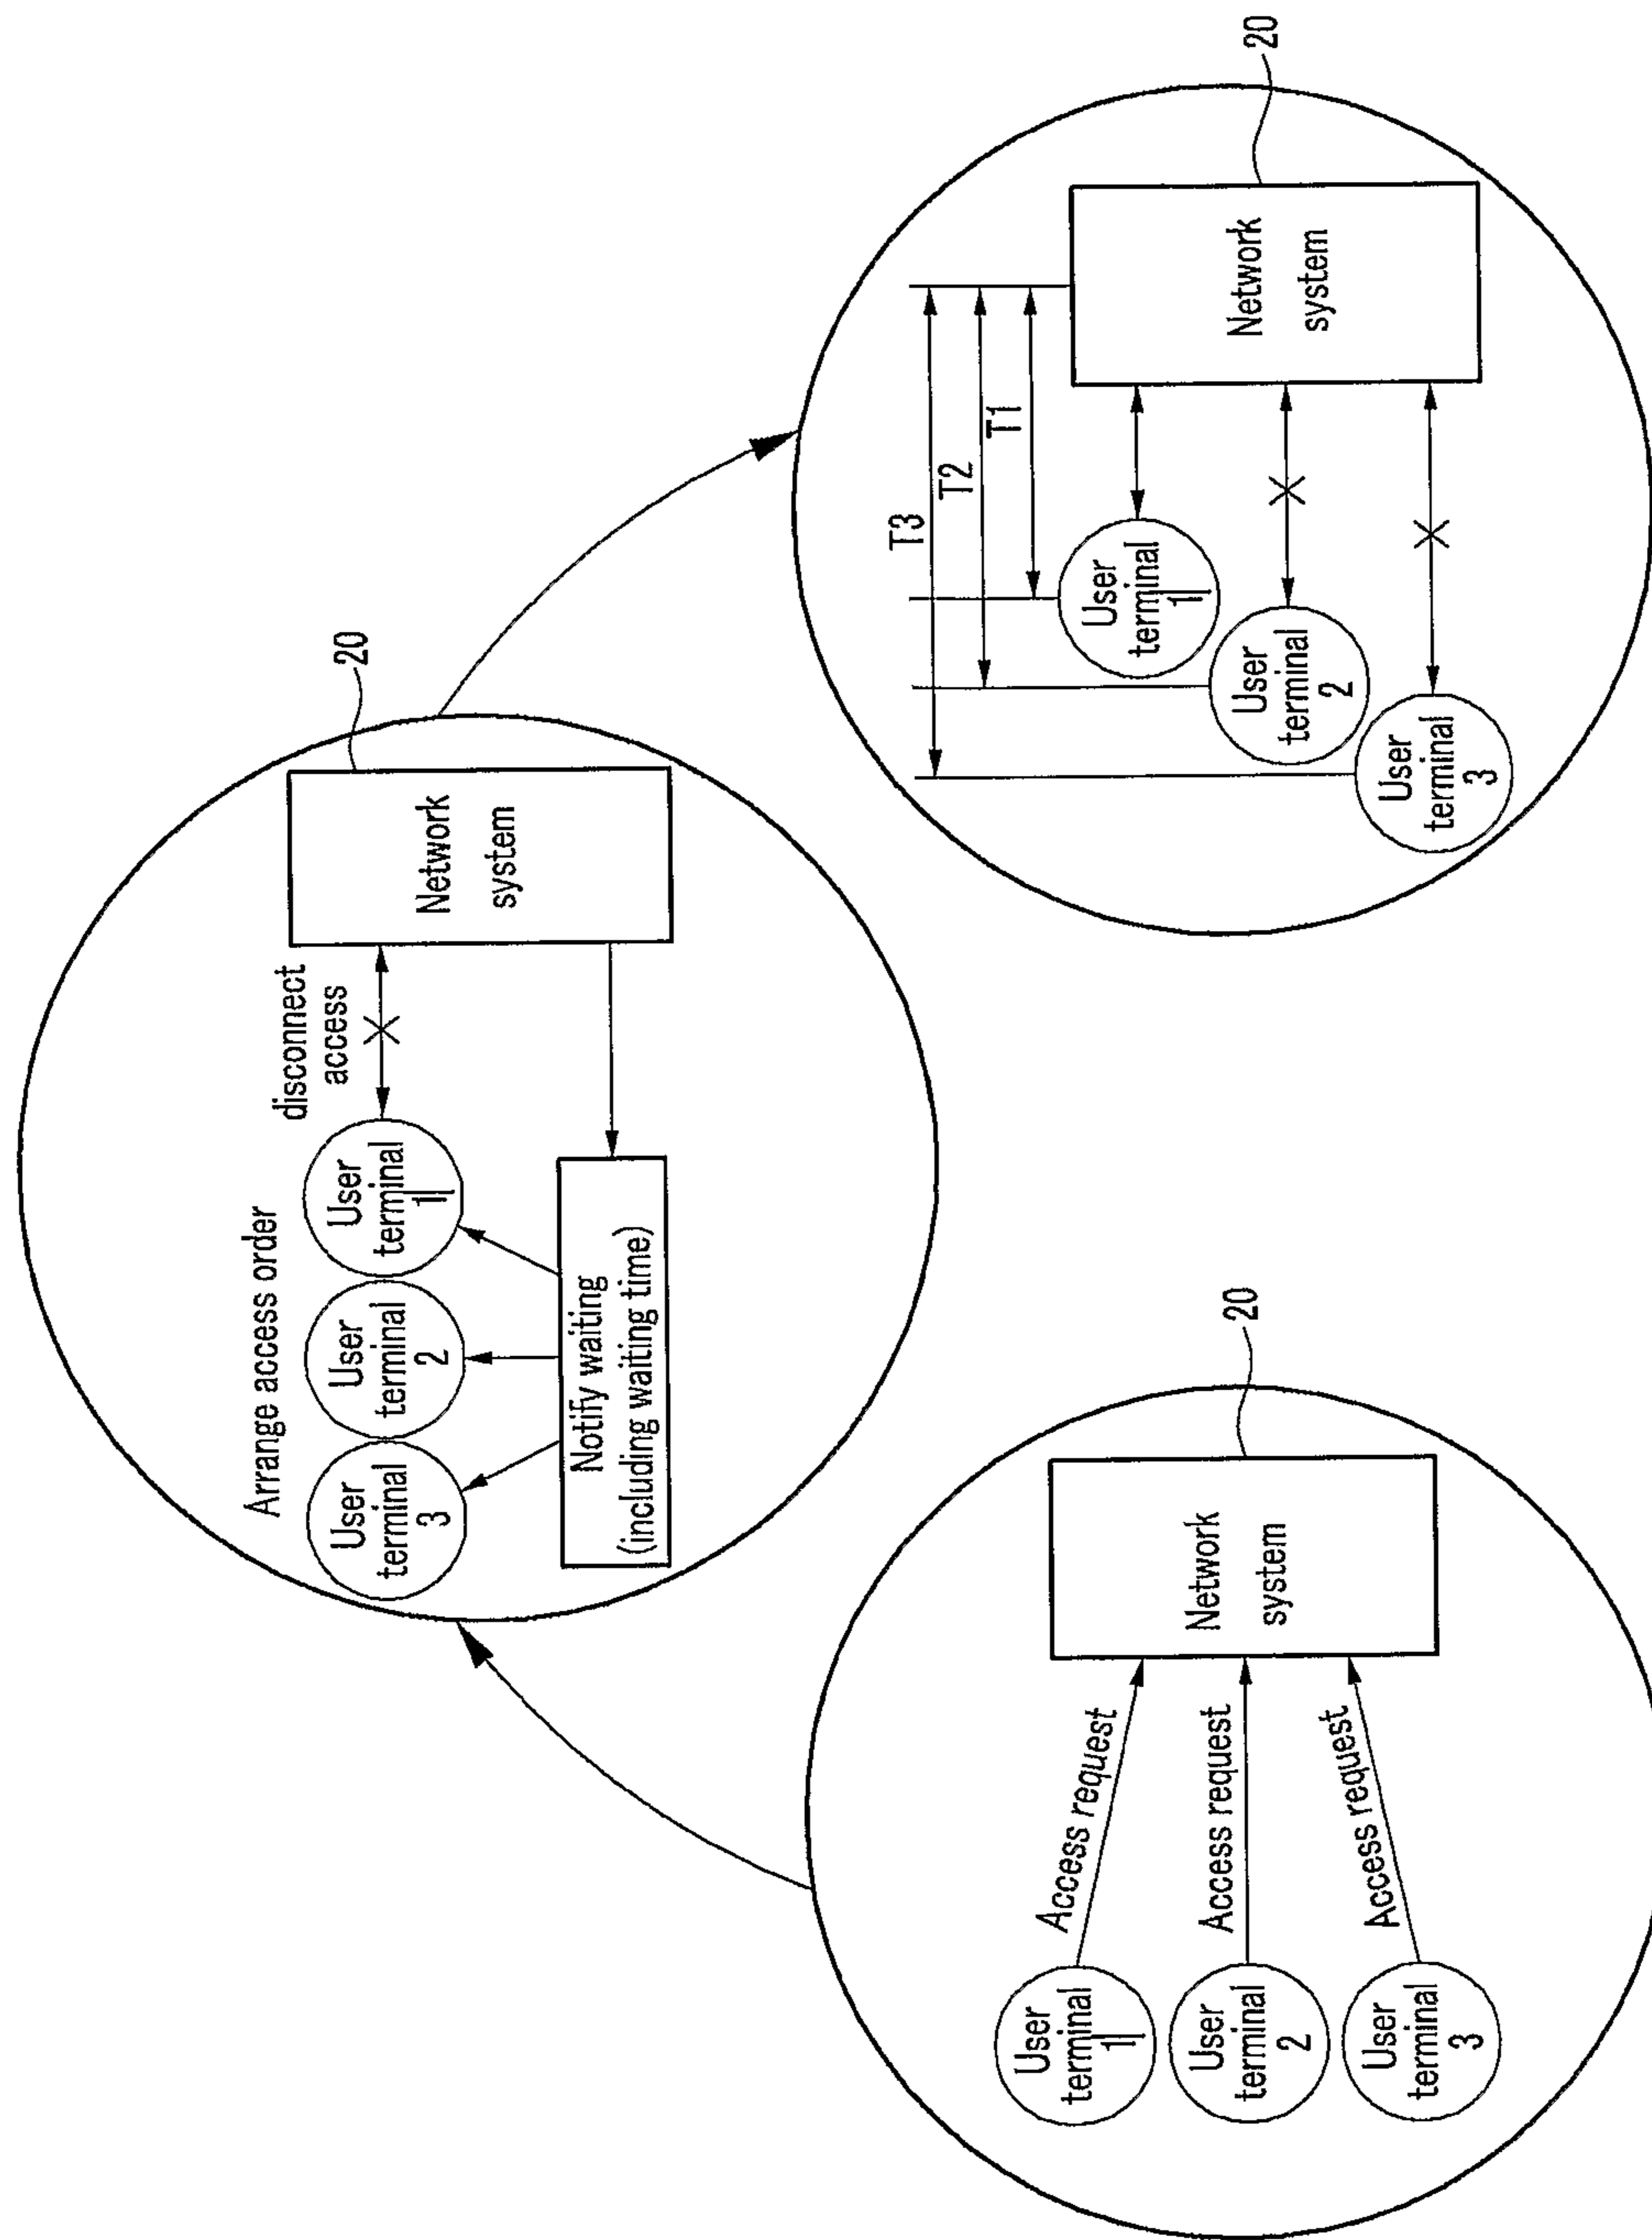 Arrange access order
User
terminal
3
User
terminal
2
User
terminal
1
disconnect
access
Network
system
20
Notify waiting
(including waiting time)
User
terminal
1
User
terminal
2
User
terminal
3
Access request
Access request
Access request
Network
system
20
T3
T2
T1
User
terminal
1
User
terminal
2
User
terminal
3
Network
system
20